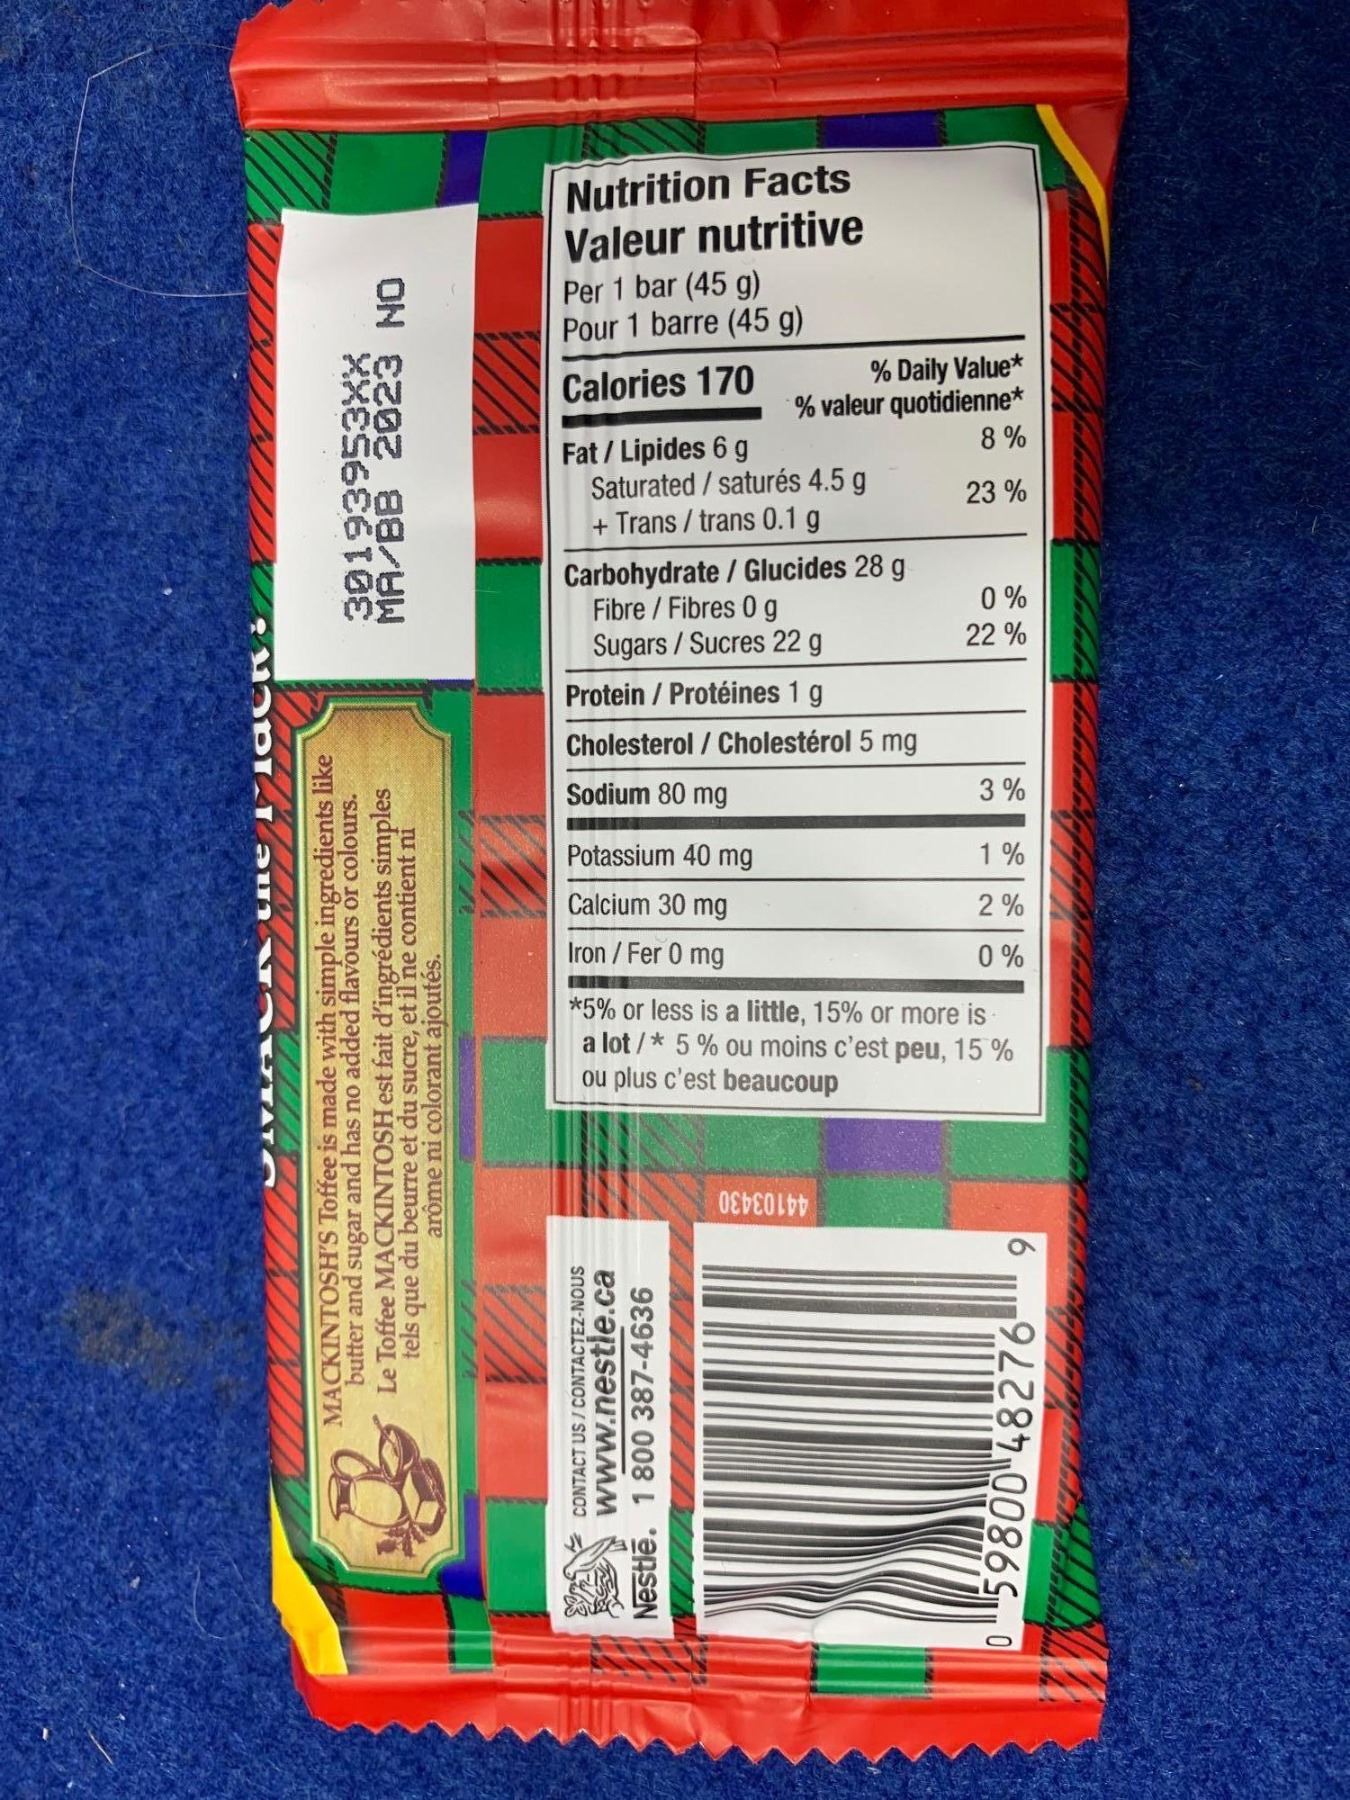 Nutrition Facts
Valeur nutritive
Per 1 bar (45 g)
Pour 1 barre (45 g)
Calories 170
% Daily Value*
% valeur quotidienne*
Fat / Lipides 6 g 8 %
Saturated / saturés 4.5 g
+ Trans / trans 0.1 g 23 %
Carbohydrate / Glucides 28 g
Fibre / Fibres 0 g 0 %
Sugars / Sucres 22 g 22 %
Protein / Protéines 1 g
Cholesterol / Cholestérol 5 mg
Sodium 80 mg 3 %
Potassium 40 mg 1 %
Calcium 30 mg 2 %
Iron / Fer 0 mg 0 %
*5% or less is a little, 15% or more is
a lot / * 5 % ou moins c'est peu, 15 %
ou plus c'est beaucoup
301939953XX
MA/BB 2023 NO
the
MACKINTOSH'S Toffee is made with simple ingredients like
butter and sugar and has no added flavours or colours.
Le Toffee MACKINTOSH est fait d'ingrédients simples
tels que du beurre et du sucre, et il ne contient ni
arôme ni colorant ajoutés.
44103430
CONTACT US / CONTACTEZ-NOUS
www.nestle.ca
Nestlé. 1 800 387-4636
0 59800 48276 9